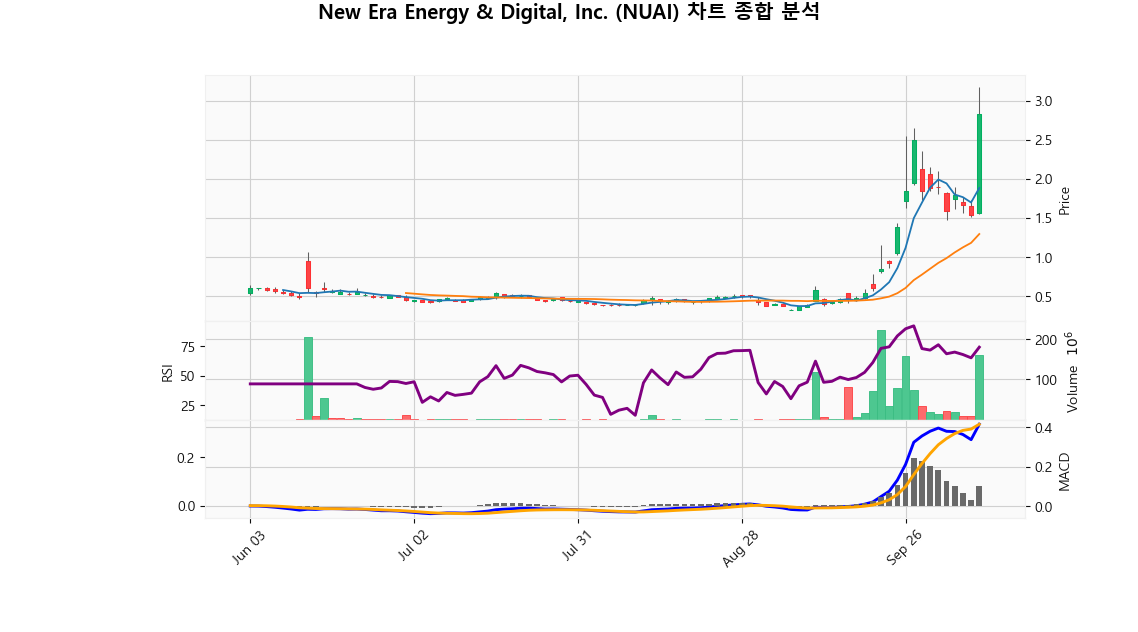 New Era Energy & Digital, Inc. (NUAI) 차트 종합 분석
3.0
2.5
2.0
1.5
1.0
0.5
Price
75
50
25
RSI
200
100
Volume 10^6
0.2
0.0
0.4
0.2
0.0
MACD
Jun 03
Jul 02
Jul 31
Aug 28
Sep 26